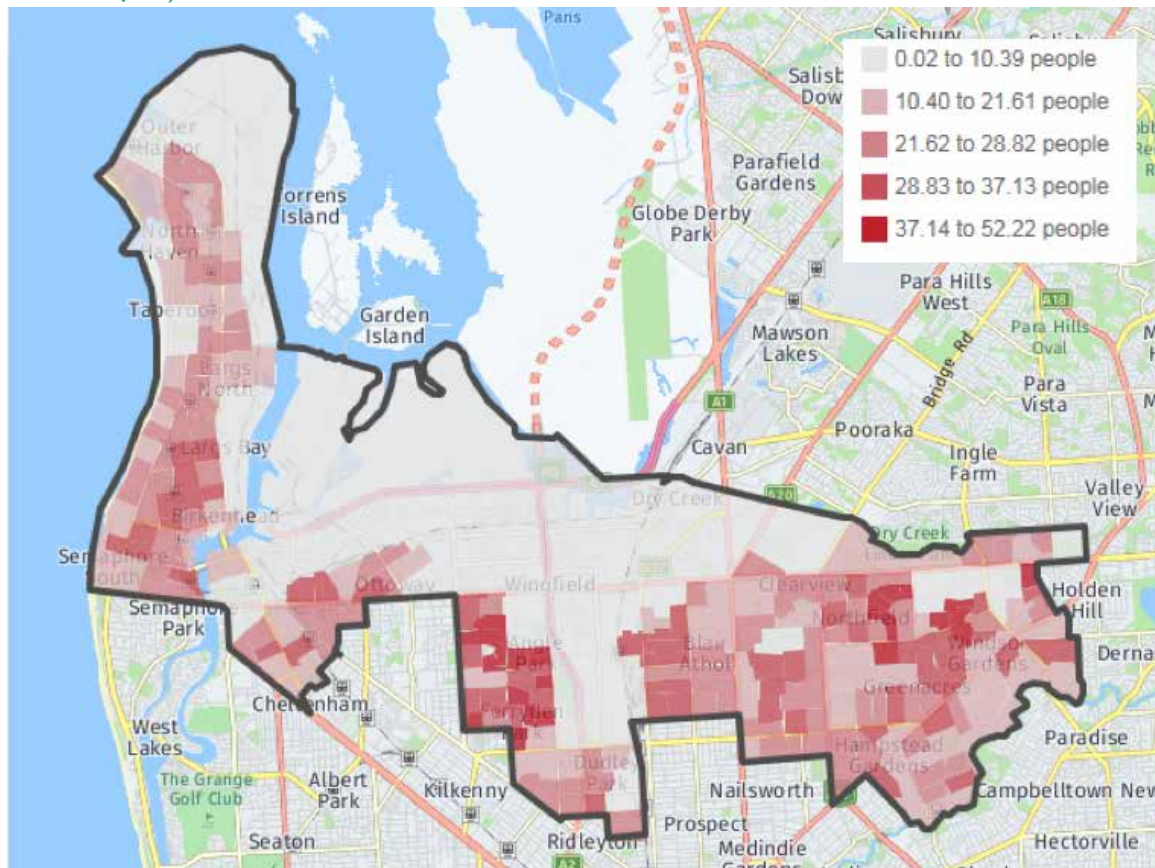 Pans
Salisbury
0.02 to 10.39 people
10.40 to 21.61 people
21.62 to 28.82 people
28.83 to 37.13 people
37.14 to 52.22 people
Outer
Harbor
Parafield
Gardens
Torrens
Island
Globe Derby
Park
North
Haven
Para Hills
West
A18
Garden
Island
Mawson
Lakes
Para Hills
Oval
Bridge Rd
Para
Vista
Largs
North
A1
Cavan
Pooraka
Ingle
Farm
Largs Bay
Valley
View
Dry Creek
A20
Birkenhead
Dry Creek
Semaphore
South
Ottoway
Wingfield
Clearview
Holden
Hill
Semaphor
Park
Northfield
Angle
Park
Blair
Athol
Windsor
Gardens
Derna
Greenacres
Cheltenham
West
Lakes
Ferryden
Park
Paradise
Dudley
Park
Hampstead
Gardens
The Grange
Golf Club
Albert
Park
Kilkenny
Nailsworth
Campbelltown
New
Seaton
Ridleyton
Prospect
Hectorville
A2
Medindie
Gardens